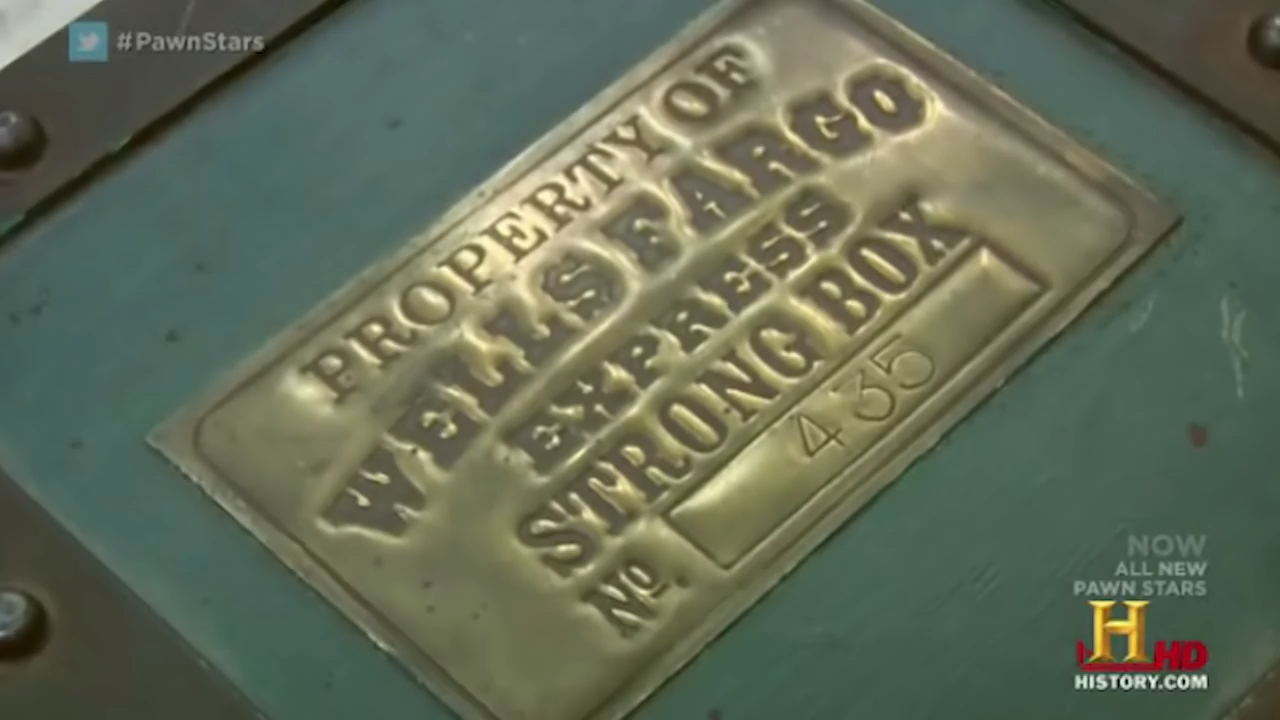 #PawnStars
PROPERTY OF
WELLS FARGO
EXPRESS
STRONG BOX
Nº 435
NOW
ALL NEW
PAWN STARS
H HD
HISTORY.COM